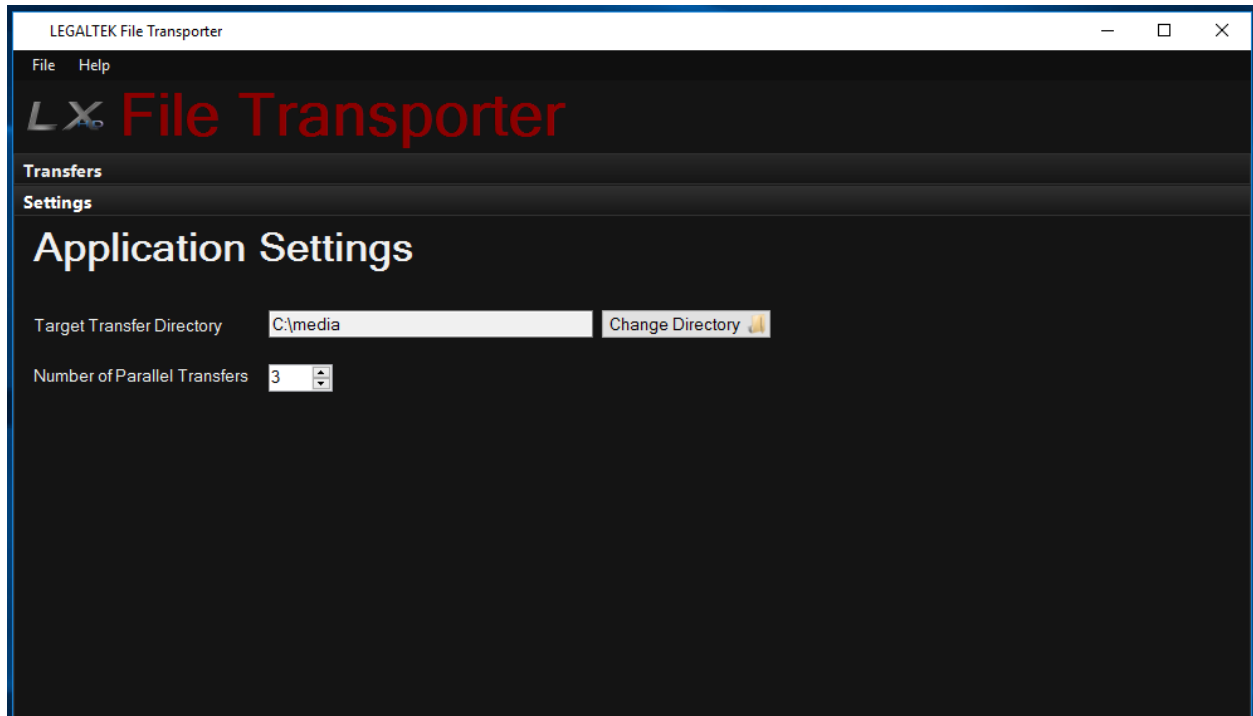 LEGALTEK File Transporter
File Help
LX File Transporter
Transfers
Settings
Application Settings
Target Transfer Directory C:\media Change Directory
Number of Parallel Transfers 3